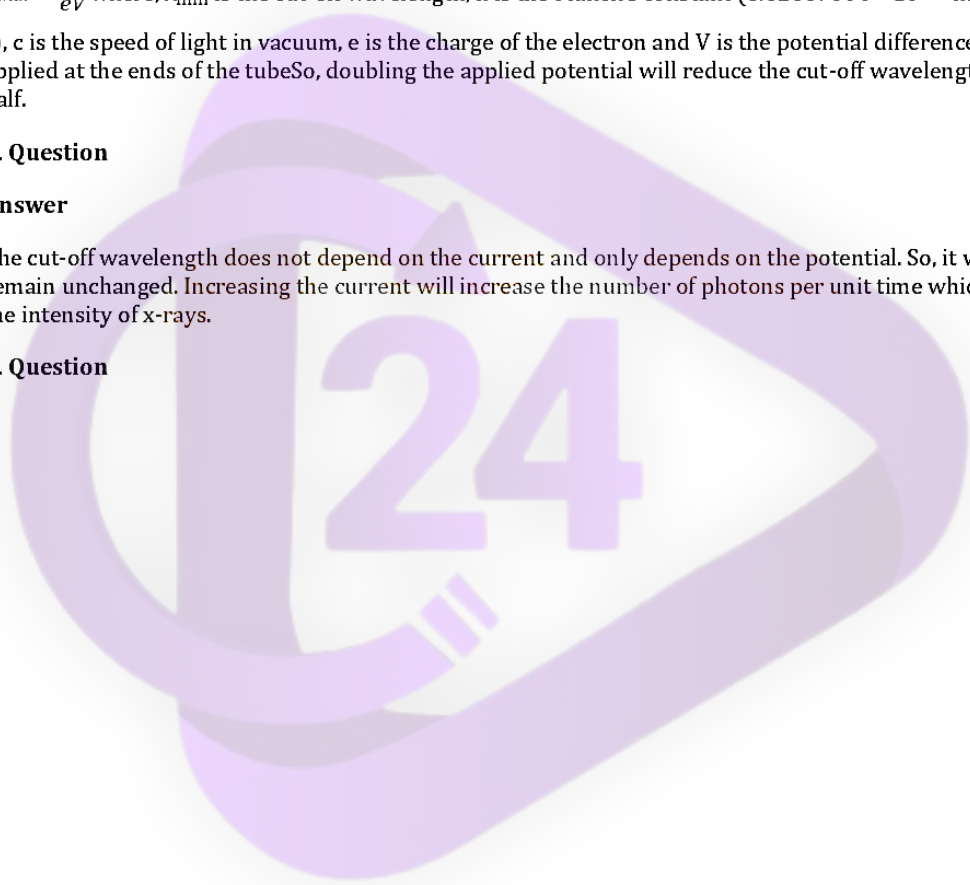 , c is the speed of light in vacuum, e is the charge of the electron and V is the potential difference
pplied at the ends of the tubeSo, doubling the applied potential will reduce the cut-off wavelengt
alf.
. Question
nswer
he cut-off wavelength does not depend on the current and only depends on the potential. So, it w
emain unchanged. Increasing the current will increase the number of photons per unit time whic
he intensity of x-rays.
. Question
24